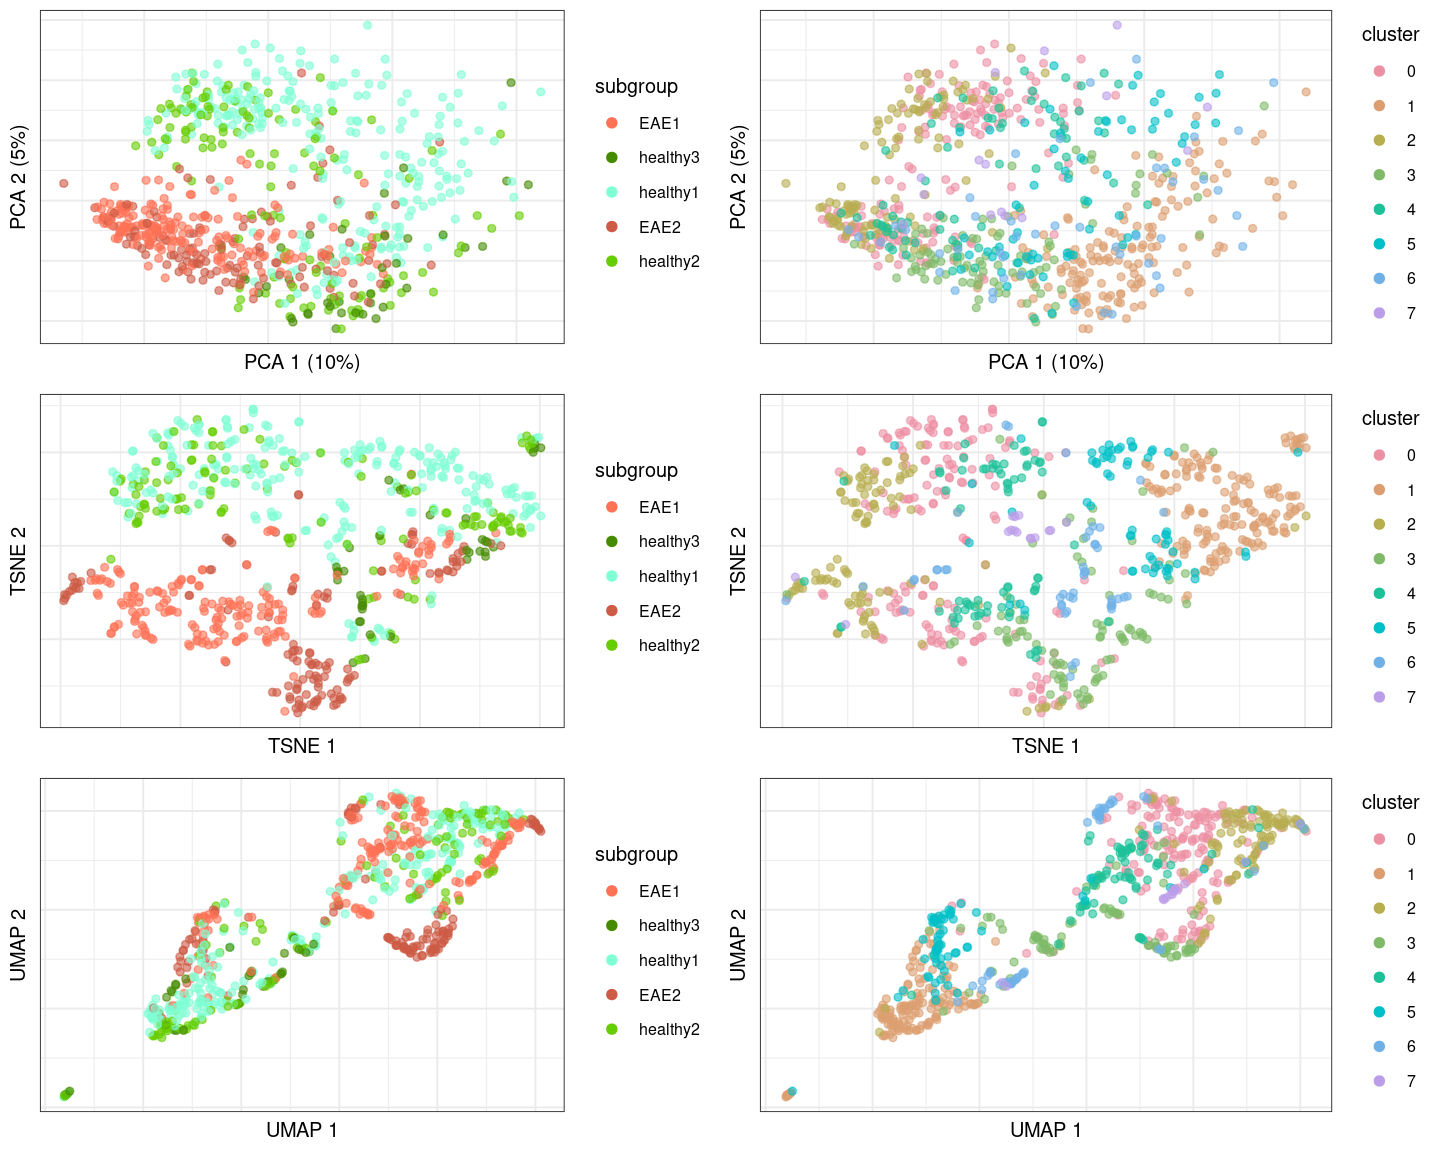 PCA 2 (5%)
PCA 1 (10%)
subgroup
EAE1
healthy3
healthy1
EAE2
healthy2
PCA 2 (5%)
PCA 1 (10%)
cluster
0
1
2
3
4
5
6
7
TSNE 2
TSNE 1
subgroup
EAE1
healthy3
healthy1
EAE2
healthy2
TSNE 2
TSNE 1
cluster
0
1
2
3
4
5
6
7
UMAP 2
UMAP 1
subgroup
EAE1
healthy3
healthy1
EAE2
healthy2
UMAP 2
UMAP 1
cluster
0
1
2
3
4
5
6
7